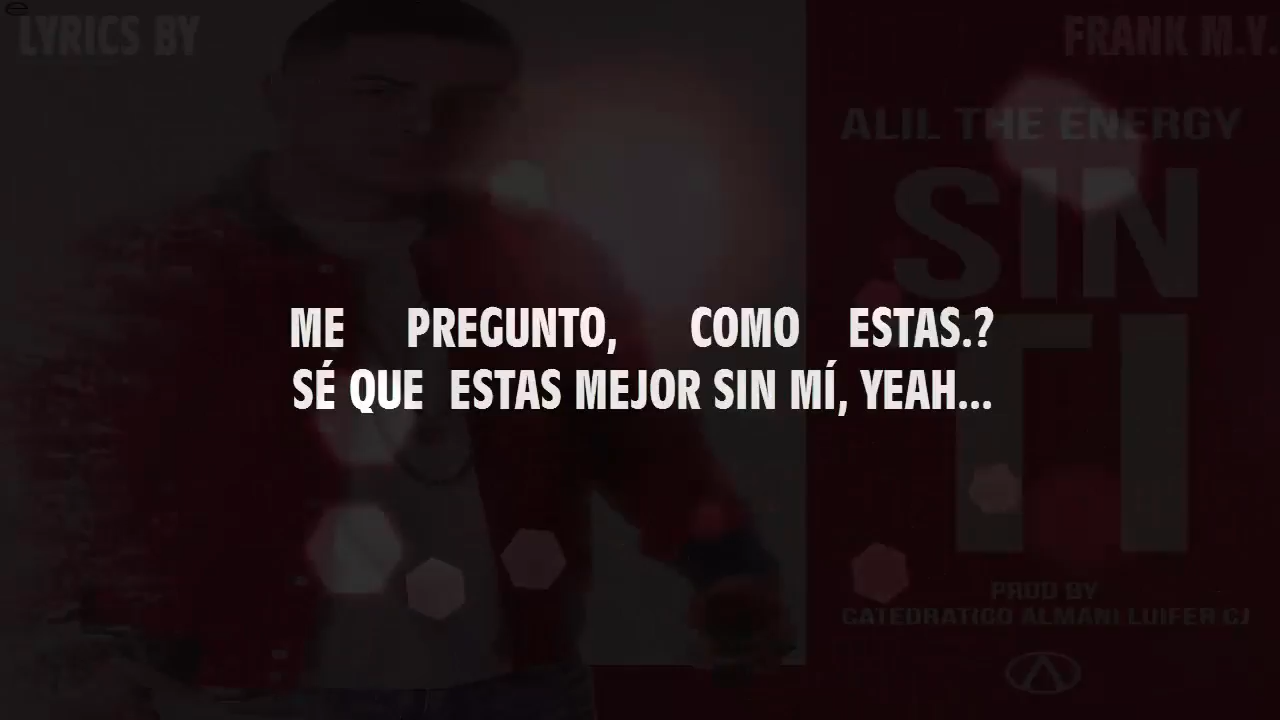 LYRICS BY
FRANK M.Y.
ALIL THE ENERGY
SIN
TI
ME PREGUNTO, COMO ESTAS.?
SÉ QUE ESTAS MEJOR SIN MÍ, YEAH...
PROD BY
CATEDRATICO ALMANI LUIFER CJ